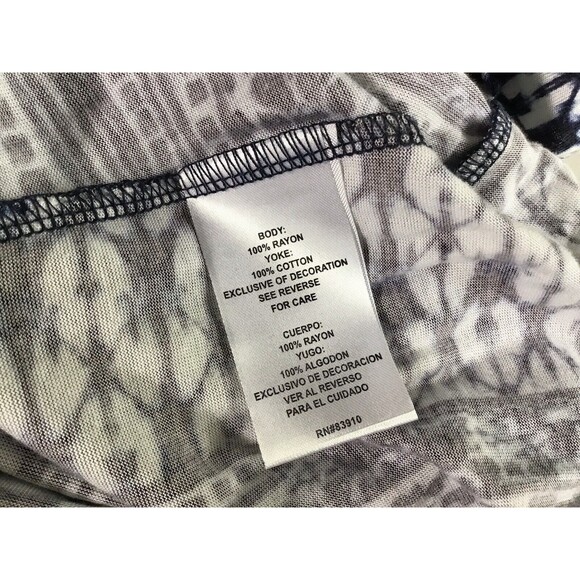 BODY:
100% RAYON
YOKE:
100% COTTON
EXCLUSIVE OF DECORATION
SEE REVERSE
FOR CARE
CUERPO:
100% RAYON
YUGO:
100% ALGODON
EXCLUSIVO DE DECORACION
VER AL REVERSO
PARA EL CUIDADO
RN#83910